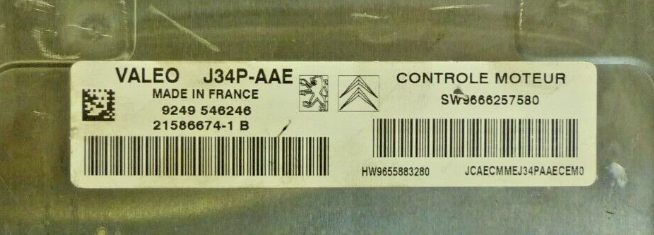 VALEO J34P-AAE
MADE IN FRANCE
9249 546246
21586674-1 B
CONTROLE MOTEUR
SW9666257580
HW9655883280 JCAECMMEJ34PAAECEM0